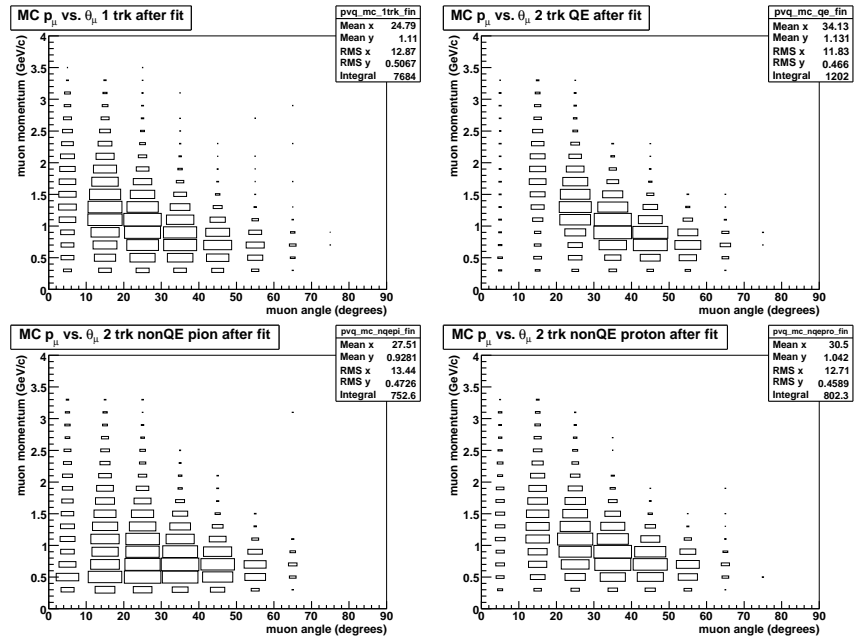 MC pμ vs. θμ 1 trk after fit
pvq_mc_1trk_fin
Mean x 24.79
Mean y 1.11
RMS x 12.87
RMS y 0.5067
Integral 7684
muon momentum (GeV/c)
4
3.5
3
2.5
2
1.5
1
0.5
0
0 10 20 30 40 50 60 70 80 90
muon angle (degrees)
MC pμ vs. θμ 2 trk QE after fit
pvq_mc_qe_fin
Mean x 34.13
Mean y 1.131
RMS x 11.83
RMS y 0.466
Integral 1202
muon momentum (GeV/c)
4
3.5
3
2.5
2
1.5
1
0.5
0
0 10 20 30 40 50 60 70 80 90
muon angle (degrees)
MC pμ vs. θμ 2 trk nonQE pion after fit
pvq_mc_nqepi_fin
Mean x 27.51
Mean y 0.9281
RMS x 13.44
RMS y 0.4726
Integral 752.6
muon momentum (GeV/c)
4
3.5
3
2.5
2
1.5
1
0.5
0
0 10 20 30 40 50 60 70 80 90
muon angle (degrees)
MC pμ vs. θμ 2 trk nonQE proton after fit
pvq_mc_nqepro_fin
Mean x 30.5
Mean y 1.042
RMS x 12.71
RMS y 0.4589
Integral 802.3
muon momentum (GeV/c)
4
3.5
3
2.5
2
1.5
1
0.5
0
0 10 20 30 40 50 60 70 80 90
muon angle (degrees)